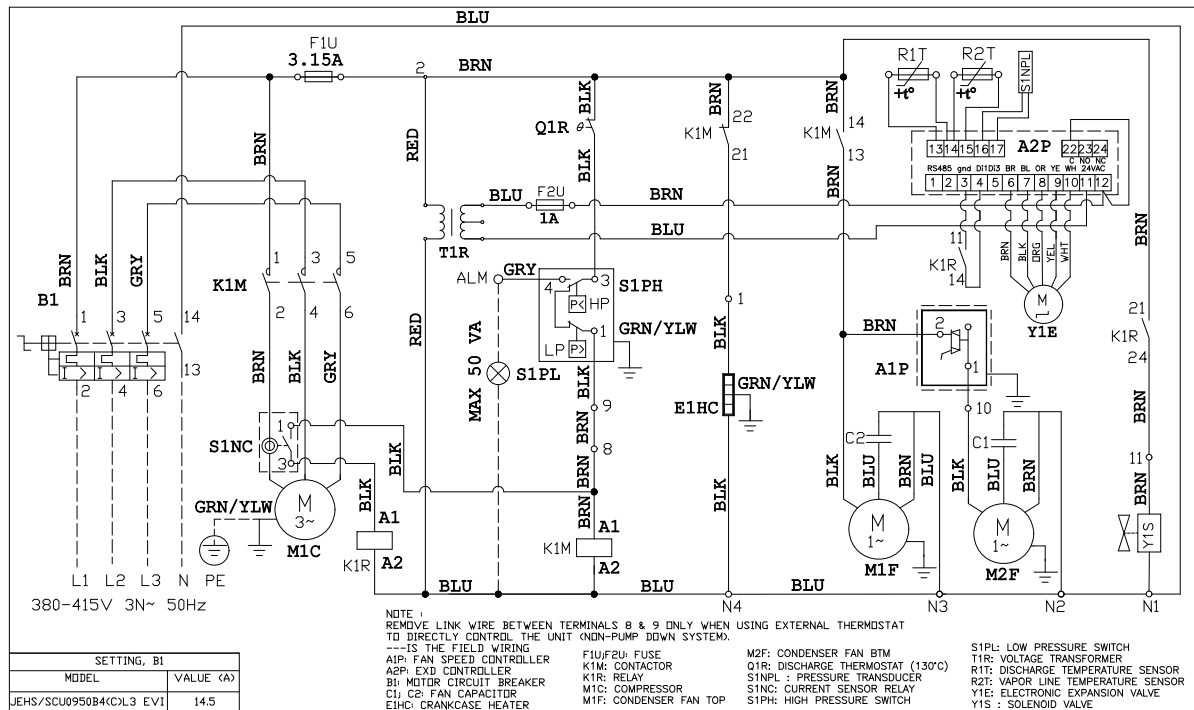 BLU
F1U
3.15A
2
BRN
R1T
R2T
S1NPL
+t°
+t°
BLK
Q1R
θ
BLK
BRN
22
K1M
21
BRN
K1M
14
13
13 14 15 16 17
A2P
22 23 24
C NO NC
RS485 gnd DI1DI3 BR BL OR YE WH 24VAC
1 2 3 4 5 6 7 8 9 10 11 12
BRN
RED
BLU
F2U
1A
BRN
BRN
BLU
T1R
BRN
BLK
GRY
1 3 5
K1M
2 4 6
ALM
GRY
4 3
S1PH
P<
HP
GRN/YLW
1
LP
P>
11
K1R
14
BRN
BLK
ORG
YEL
WHT
M
Y1E
BRN
B1
1 3 5 14
13
I> I> I>
2 4 6
BRN
BLK
GRY
RED
MAX 50 VA
S1PL
BLK
9
BRN
8
1
BLK
GRN/YLW
E1HC
BRN
2
1
A1P
10
21
K1R
24
BRN
11
BRN
S1NC
1
3
BLK
BLK
GRN/YLW
M
3~
M1C
A1
K1R
A2
BRN
A1
K1M
A2
BLK
C2
BLK
BLU
BRN
BLU
M
1~
M1F
C1
BLK
BLU
BRN
M
1~
M2F
BLU
Y1S
L1 L2 L3 N PE
380-415V 3N~ 50Hz
BLU
BLU
N4
BLU
N3
N2
N1
NOTE :
REMOVE LINK WIRE BETWEEN TERMINALS 8 & 9 ONLY WHEN USING EXTERNAL THERMOSTAT
TO DIRECTLY CONTROL THE UNIT (NON-PUMP DOWN SYSTEM).
---IS THE FIELD WIRING
A1P: FAN SPEED CONTROLLER
A2P: EXD CONTROLLER
B1: MOTOR CIRCUIT BREAKER
C1; C2: FAN CAPACITOR
E1HC: CRANKCASE HEATER
F1U;F2U: FUSE
K1M: CONTACTOR
K1R: RELAY
M1C: COMPRESSOR
M1F: CONDENSER FAN TOP
M2F: CONDENSER FAN BTM
Q1R: DISCHARGE THERMOSTAT (130°C)
S1NPL : PRESSURE TRANSDUCER
S1NC: CURRENT SENSOR RELAY
S1PH: HIGH PRESSURE SWITCH
S1PL: LOW PRESSURE SWITCH
T1R: VOLTAGE TRANSFORMER
R1T: DISCHARGE TEMPERATURE SENSOR
R2T: VAPOR LINE TEMPERATURE SENSOR
Y1E: ELECTRONIC EXPANSION VALVE
Y1S : SOLENOID VALVE
SETTING, B1
MODEL VALUE (A)
JEHS/SCU0950B4(C)L3 EVI 14.5